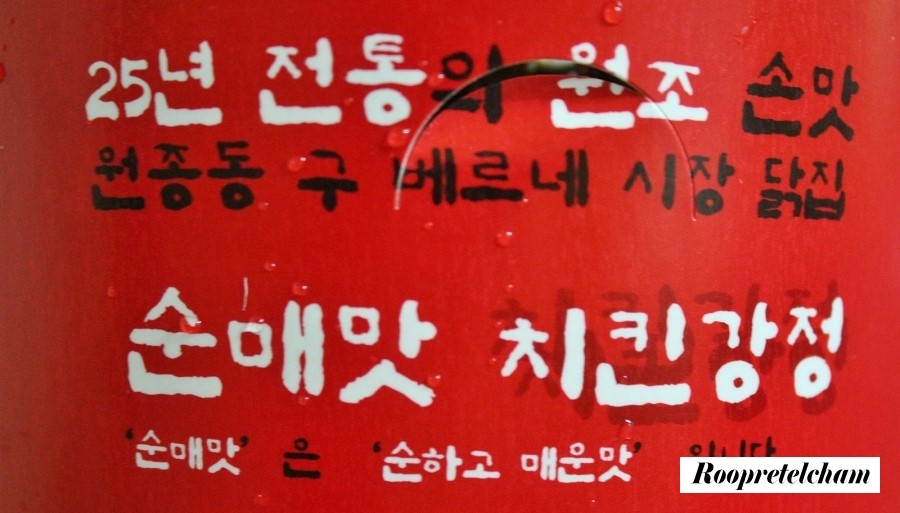 25년 전통의 원조 손맛
원종동 구 베르네 시장 닭집
순매맛 치킨강정
'순매맛' 은 '순하고 매운맛' 입니다
Roopretelcham